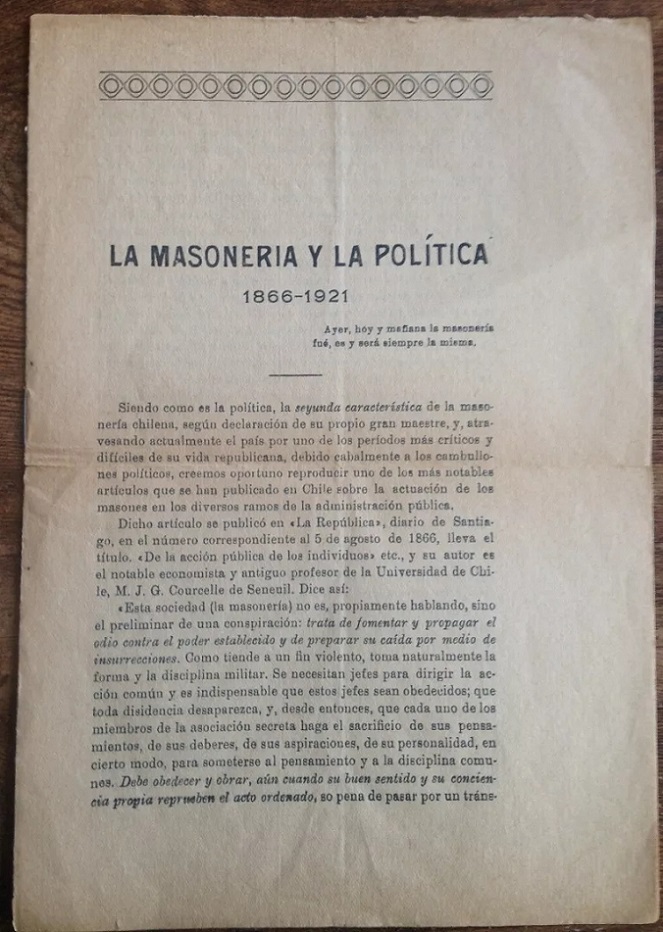 LA MASONERIA Y LA POLÍTICA
1866-1921
Ayer, hoy y mañana la masonería
fué, es y será siempre la misma.
Siendo como es la política, la segunda característica de la maso-
nería chilena, según declaración de su propio gran maestre, y, atra-
vesando actualmente el país por uno de los períodos más críticos y
difíciles de su vida republicana, debido cabalmente a los cambullo-
nes políticos, creemos oportuno reproducir uno de los más notables
artículos que se han publicado en Chile sobre la actuación de los
masones en los diversos ramos de la administración pública.
Dicho artículo se publicó en «La República», diario de Santia-
go, en el número correspondiente al 5 de agosto de 1866, lleva el
título. «De la acción pública de los individuos» etc., y su autor es
el notable economista y antiguo profesor de la Universidad de Chi-
le, M. J. G. Courcelle de Seneuil. Dice así:
«Esta sociedad (la masonería) no es, propiamente hablando, sino
el preliminar de una conspiración: trata de fomentar y propagar el
odio contra el poder establecido y de preparar su caída por medio de
insurrecciones. Como tiende a un fin violento, toma naturalmente la
forma y la disciplina militar. Se necesitan jefes para dirigir la ac-
ción común y es indispensable que estos jefes sean obedecidos; que
toda disidencia desaparezca, y, desde entonces, que cada uno de los
miembros de la asociación secreta haga el sacrificio de sus pensa-
mientos, de sus deberes, de sus aspiraciones, de su personalidad, en
cierto modo, para someterse al pensamiento y a la disciplina comu-
nes. Debe obedecer y obrar, aún cuando su buen sentido y su concien-
cia propia reprueben el acto ordenado, so pena de pasar por un tráns-